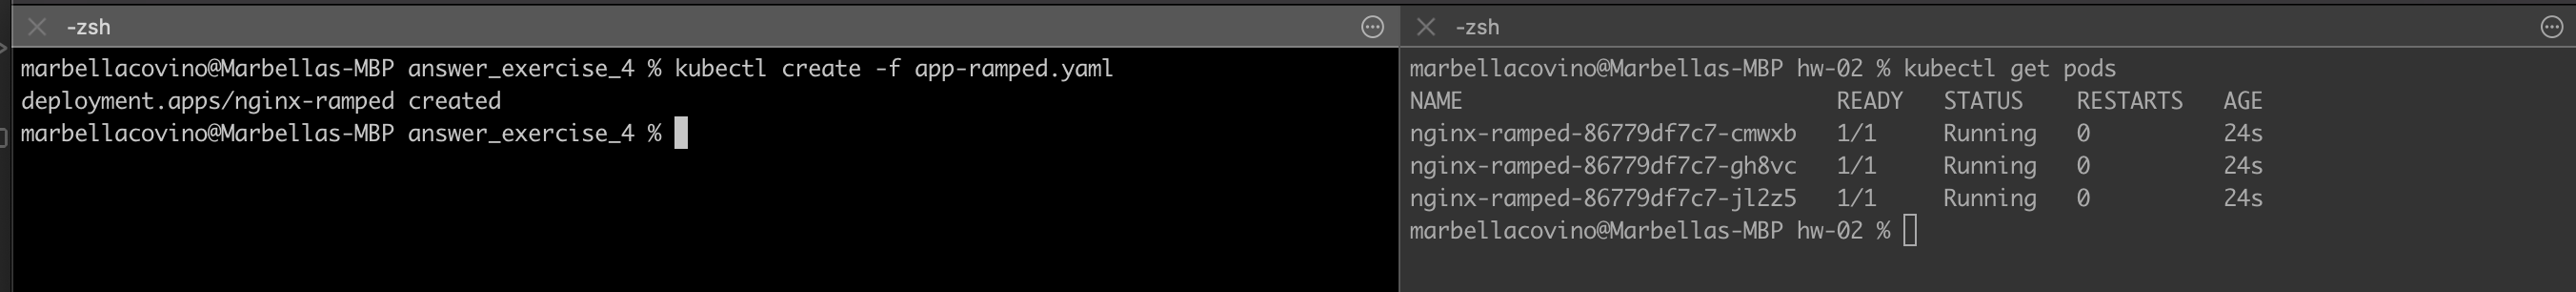 -zsh
marbellacovino@Marbellas-MBP answer_exercise_4 % kubectl create -f app-ramped.yaml
deployment.apps/nginx-ramped created
marbellacovino@Marbellas-MBP answer_exercise_4 %
-zsh
marbellacovino@Marbellas-MBP hw-02 % kubectl get pods
NAME READY STATUS RESTARTS AGE
nginx-ramped-86779df7c7-cmwxb 1/1 Running 0 24s
nginx-ramped-86779df7c7-gh8vc 1/1 Running 0 24s
nginx-ramped-86779df7c7-jl2z5 1/1 Running 0 24s
marbellacovino@Marbellas-MBP hw-02 %